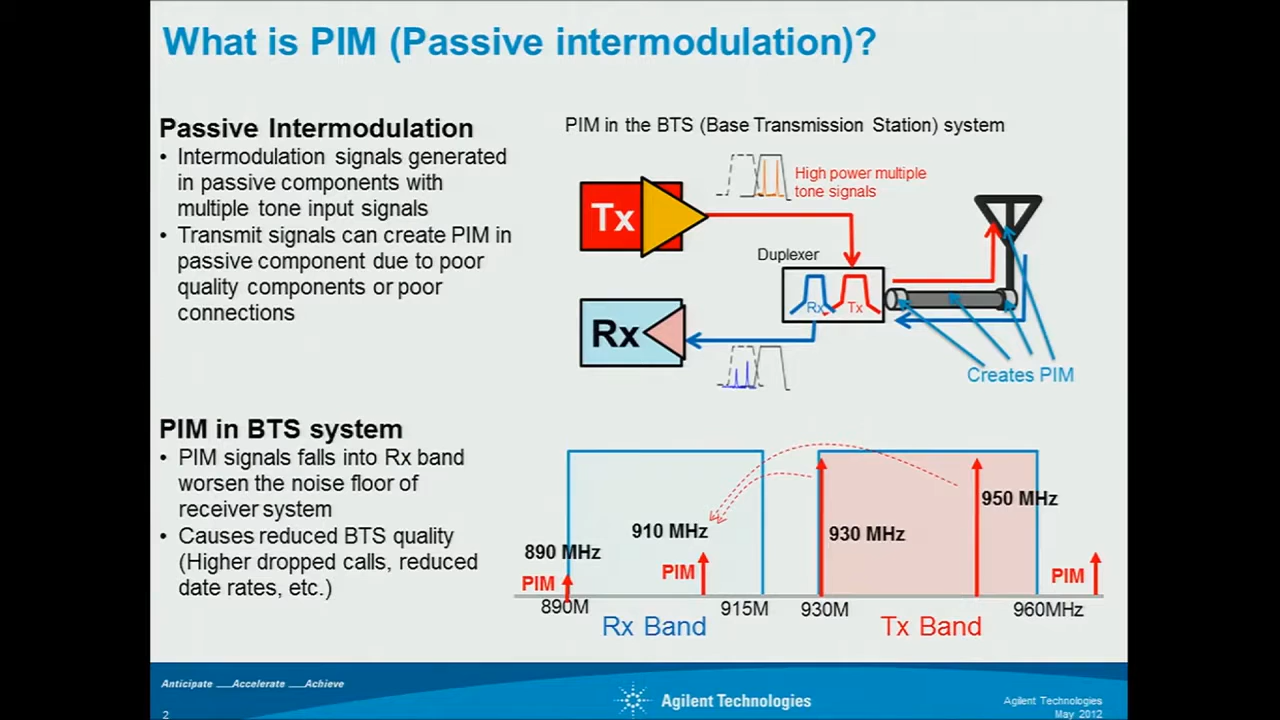 What is PIM (Passive intermodulation)?
Passive Intermodulation
• Intermodulation signals generated
in passive components with
multiple tone input signals
• Transmit signals can create PIM in
passive component due to poor
quality components or poor
connections
PIM in the BTS (Base Transmission Station) system
High power multiple
tone signals
Tx
Duplexer
Rx
Tx
Rx
Creates PIM
PIM in BTS system
• PIM signals falls into Rx band
worsen the noise floor of
receiver system
• Causes reduced BTS quality
(Higher dropped calls, reduced
date rates, etc.)
950 MHz
910 MHz
930 MHz
890 MHz
PIM
PIM
PIM
890M
915M
930M
960MHz
Rx Band
Tx Band
Anticipate __Accelerate __Achieve
Agilent Technologies
Agilent Technologies
May 2012
2